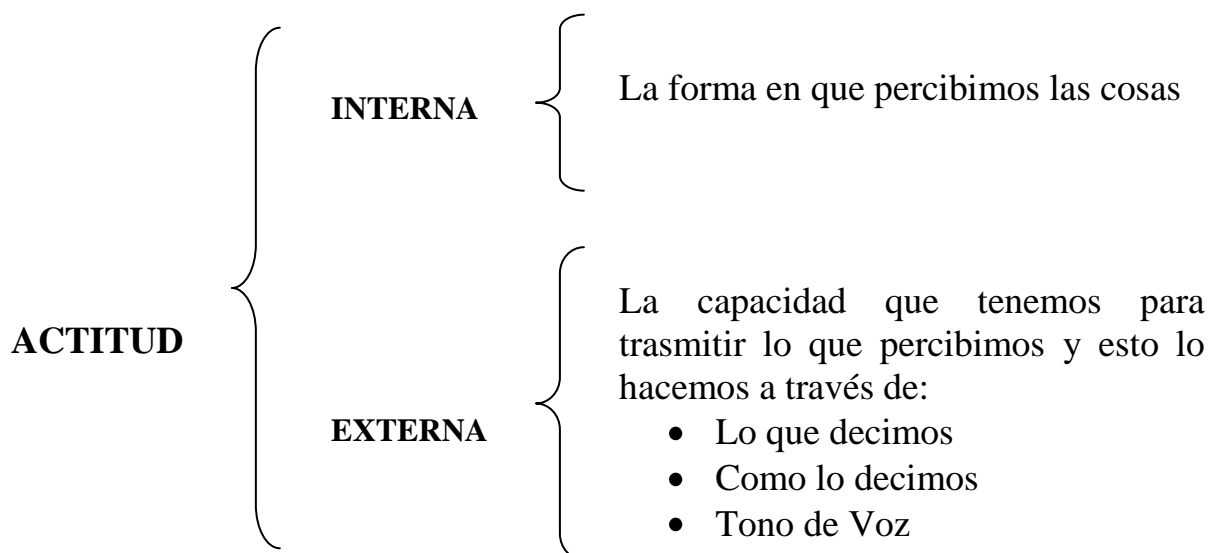 INTERNA
La forma en que percibimos las cosas
ACTITUD
EXTERNA
La capacidad que tenemos para
trasmitir lo que percibimos y esto lo
hacemos a través de:
• Lo que decimos
• Como lo decimos
• Tono de Voz